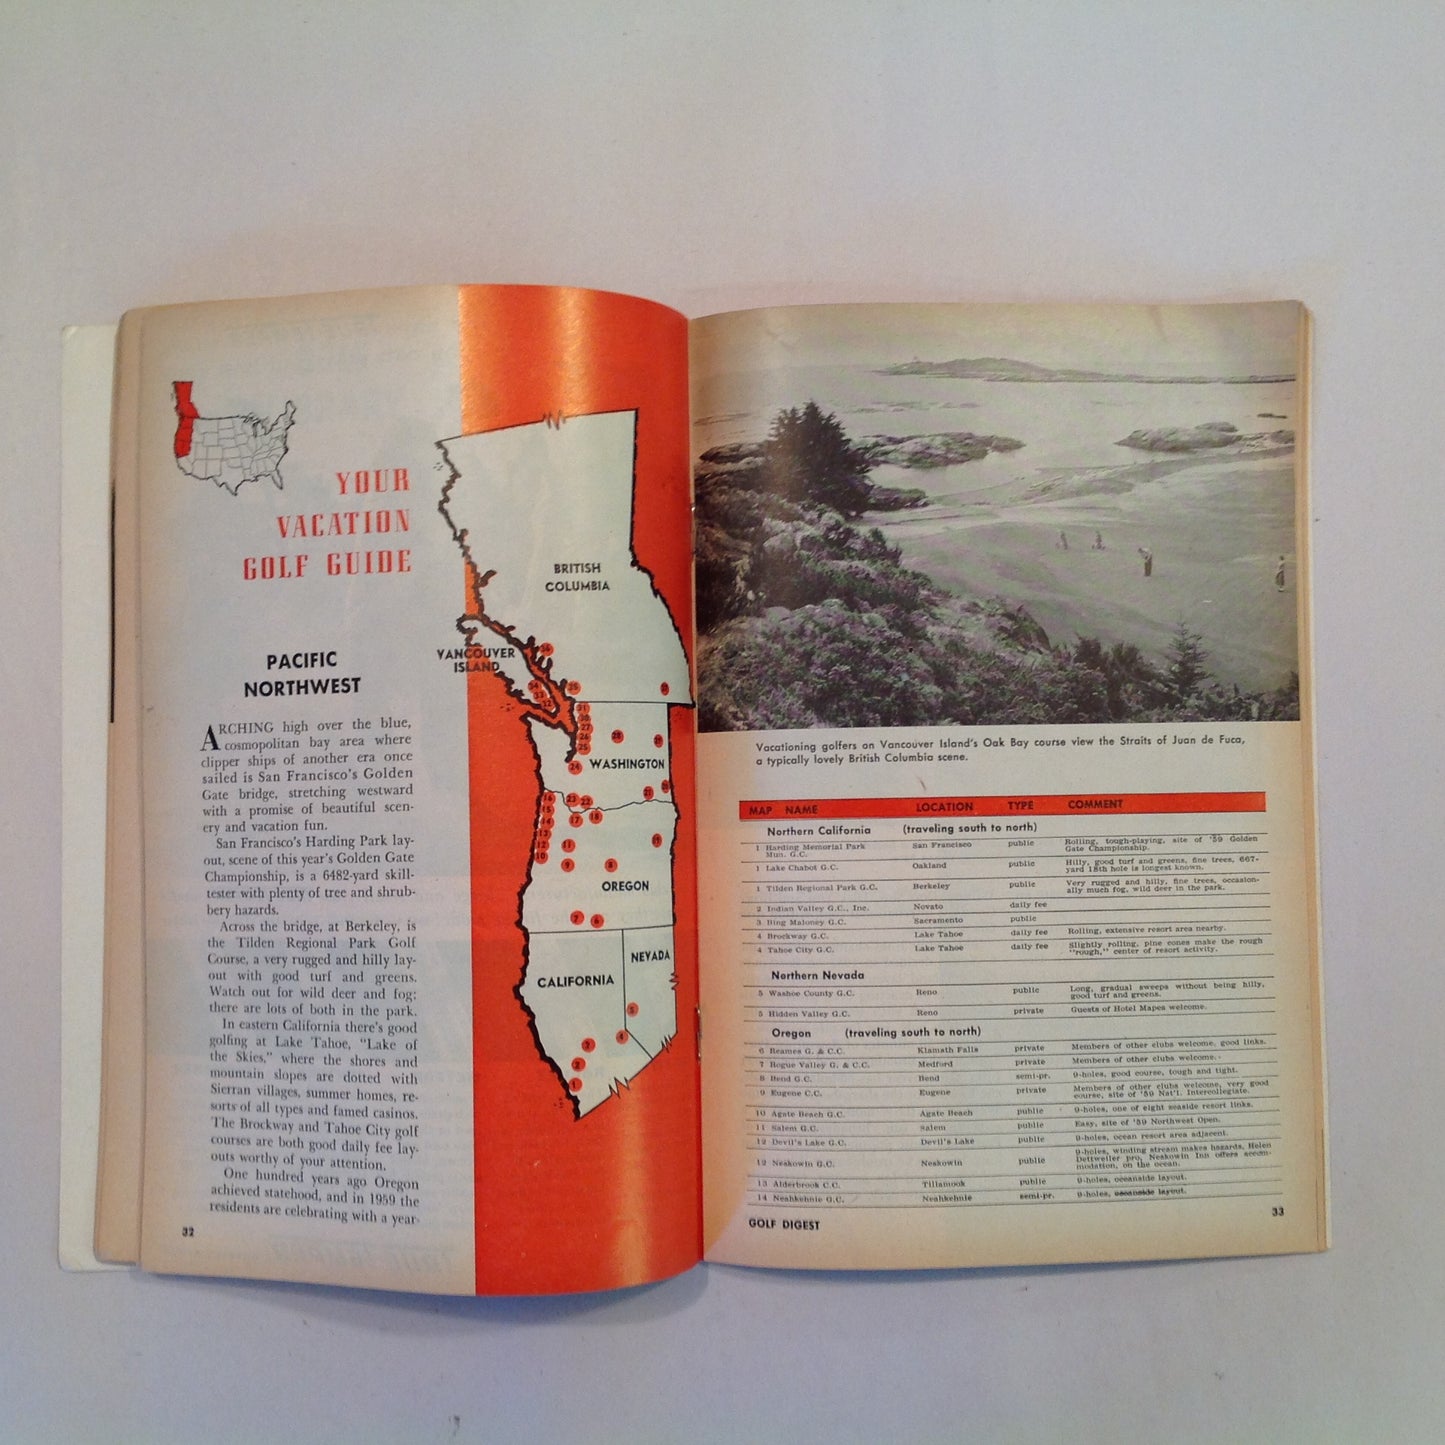 YOUR
VACATION
GOLF GUIDE
PACIFIC
NORTHWEST
ARCHING high over the blue,
cosmopolitan bay area where
clipper ships of another era once
sailed is San Francisco's Golden
Gate bridge, stretching westward
with a promise of beautiful scen-
ery and vacation fun.
San Francisco's Harding Park lay-
out, scene of this year's Golden Gate
Championship, is a 6482-yard skill-
tester with plenty of tree and shrub-
bery hazards.
Across the bridge, at Berkeley, is
the Tilden Regional Park Golf
Course, a very rugged and hilly lay-
out with good turf and greens.
Watch out for wild deer and fog;
there are lots of both in the park.
In eastern California there's good
golfing at Lake Tahoe, "Lake of
the Skies," where the shores and
mountain slopes are dotted with
Sierran villages, summer homes, re-
sorts of all types and famed casinos.
The Brockway and Tahoe City golf
courses are both good daily fee lay-
outs worthy of your attention.
One hundred years ago Oregon
achieved statehood, and in 1959 the
residents are celebrating with a year-
32
BRITISH
COLUMBIA
VANCOUVER
ISLAND
WASHINGTON
OREGON
NEVADA
CALIFORNIA
Vacationing golfers on Vancouver Island's Oak Bay course view the Straits of Juan de Fuca,
a typically lovely British Columbia scene.
MAP NAME LOCATION TYPE COMMENT
Northern California (traveling south to north)
1 Harding Memorial Park San Francisco public Rolling, tough-playing, site of '59 Golden
Mun. G.C. Gate Championship.
1 Lake Chabot G.C. Oakland public Hilly, good turf and greens, fine trees, 667-
yard 18th hole is longest known.
1 Tilden Regional Park G.C. Berkeley public Very rugged and hilly, fine trees, occasion-
ally much fog, wild deer in the park.
2 Indian Valley G.C., Inc. Novato daily fee
3 Bing Maloney G.C. Sacramento public
4 Brockway G.C. Lake Tahoe daily fee Rolling, extensive resort area nearby.
4 Tahoe City G.C. Lake Tahoe daily fee Slightly rolling, pine cones make the rough
"rough," center of resort activity.
Northern Nevada
5 Washoe County G.C. Reno public Long, gradual sweeps without being hilly,
good turf and greens.
5 Hidden Valley G.C. Reno private Guests of Hotel Mapes welcome.
Oregon (traveling south to north)
6 Reames G. & C.C. Klamath Falls private Members of other clubs welcome, good links.
7 Rogue Valley G. & C.C. Medford private Members of other clubs welcome.
8 Bend G.C. Bend semi-pr. 9-holes, good course, tough and tight.
9 Eugene C.C. Eugene private Members of other clubs welcome, very good
course, site of '59 Nat'l. Intercollegiate.
10 Agate Beach G.C. Agate Beach public 9-holes, one of eight seaside resort links.
11 Salem G.C. Salem public Easy, site of '59 Northwest Open.
12 Devil's Lake G.C. Devil's Lake public 9-holes, ocean resort area adjacent.
12 Neskowin G.C. Neskowin public 9-holes, winding stream makes hazards, Helen
Dettweiler pro, Neskowin Inn offers accom-
modation, on the ocean.
13 Alderbrook C.C. Tillamook public 9-holes, oceanside layout.
14 Neahkehnie G.C. Neahkehnie semi-pr. 9-holes, oceanside layout.
GOLF DIGEST
33